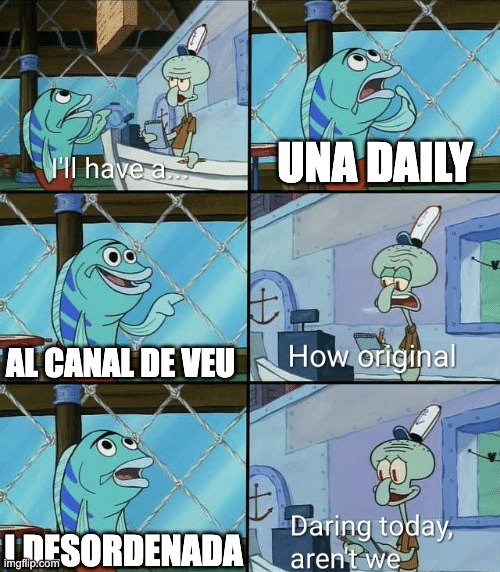 I'll have a...
UNA DAILY
AL CANAL DE VEU
How original
I DESORDENADA
Daring today,
aren't we
imgflip.com